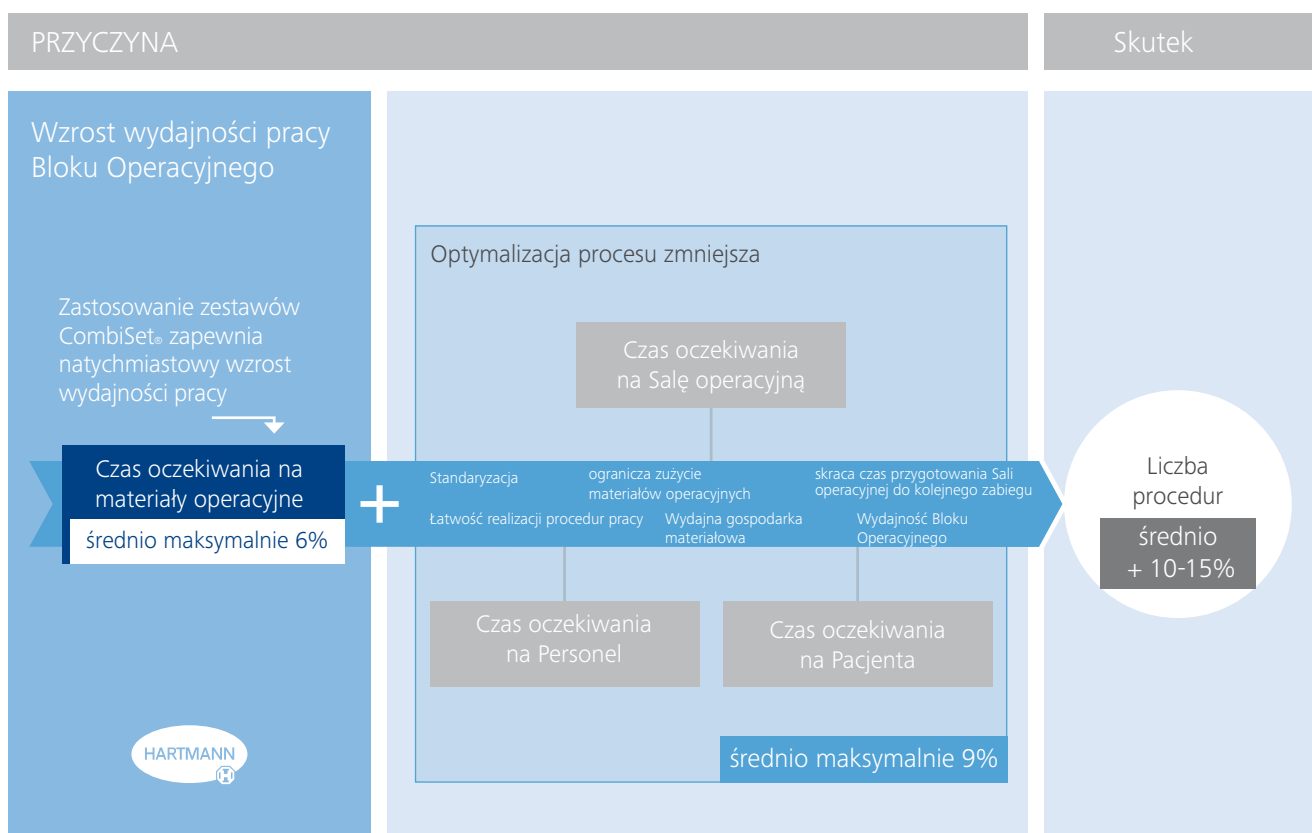 PRZYCZYNA
Skutek
Wzrost wydajności pracy
Bloku Operacyjnego
Zastosowanie zestawów
CombiSet® zapewnia
natychmiastowy wzrost
wydajności pracy
Czas oczekiwania na
materiały operacyjne
średnio maksymalnie 6%
HARTMANN
+
Optymalizacja procesu zmniejsza
Czas oczekiwania
na Salę operacyjną
Standaryzacja
ogranicza zużycie
materiałów operacyjnych
skraca czas przygotowania Sali
operacyjnej do kolejnego zabiegu
Łatwość realizacji procedur pracy
Wydajna gospodarka
materiałowa
Wydajność Bloku
Operacyjnego
Czas oczekiwania
na Personel
Czas oczekiwania
na Pacjenta
średnio maksymalnie 9%
Liczba
procedur
średnio
+ 10-15%